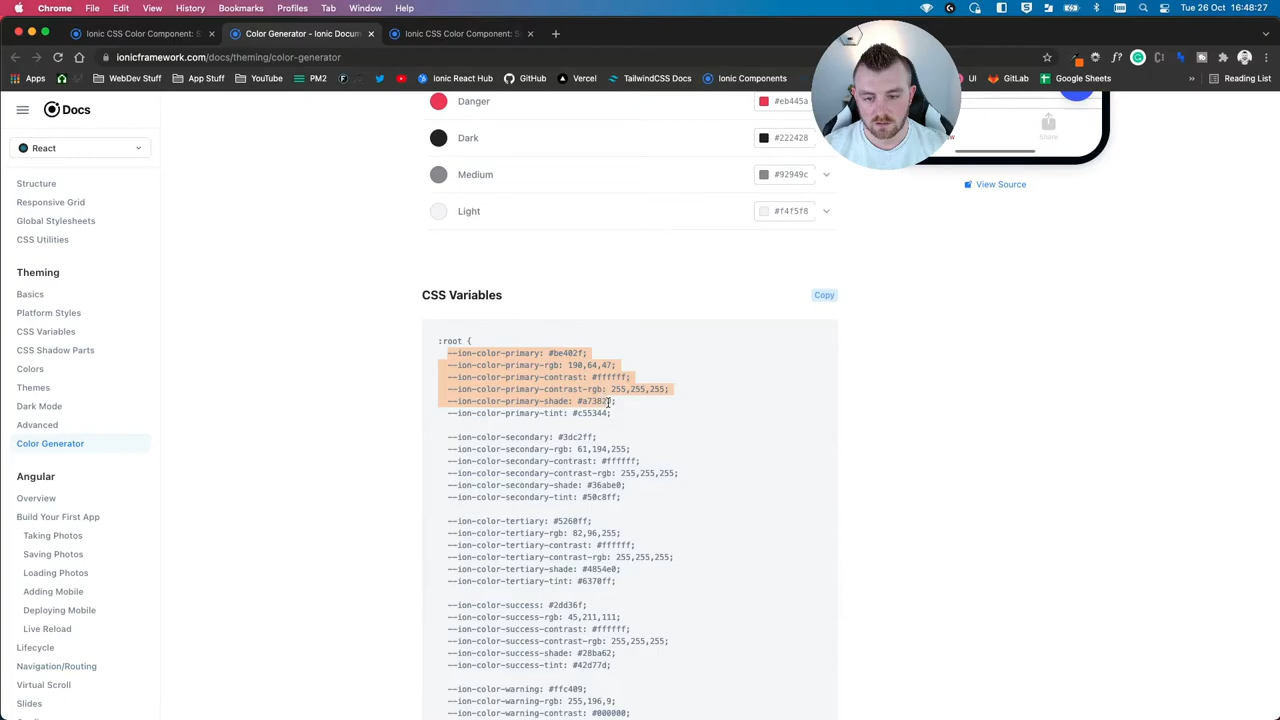 Chrome File Edit View History Bookmarks Profiles Tab Window Help
Tue 26 Oct 16:48:27
Ionic CSS Color Component: S
Color Generator - Ionic Docum
Ionic CSS Color Component: S
ionicframework.com/docs/theming/color-generator
Apps WebDev Stuff App Stuff YouTube PM2 Ionic React Hub GitHub Vercel TailwindCSS Docs Ionic Components UI GitLab Google Sheets » Reading List
Docs
React
Structure
Responsive Grid
Global Stylesheets
CSS Utilities
Theming
Basics
Platform Styles
CSS Variables
CSS Shadow Parts
Colors
Themes
Dark Mode
Advanced
Color Generator
Angular
Overview
Build Your First App
Taking Photos
Saving Photos
Loading Photos
Adding Mobile
Deploying Mobile
Live Reload
Lifecycle
Navigation/Routing
Virtual Scroll
Slides
Danger #eb445a
Dark #222428
Medium #92949c
Light #f4f5f8
Share
View Source
CSS Variables
Copy
:root {
--ion-color-primary: #be402f;
--ion-color-primary-rgb: 190,64,47;
--ion-color-primary-contrast: #ffffff;
--ion-color-primary-contrast-rgb: 255,255,255;
--ion-color-primary-shade:
--ion-color-primary-tint: #c55344;
--ion-color-secondary: #3dc2ff;
--ion-color-secondary-rgb: 61,194,255;
--ion-color-secondary-contrast: #ffffff;
--ion-color-secondary-contrast-rgb: 255,255,255;
--ion-color-secondary-shade: #36abe0;
--ion-color-secondary-tint: #50c8ff;
--ion-color-tertiary: #5260ff;
--ion-color-tertiary-rgb: 82,96,255;
--ion-color-tertiary-contrast: #ffffff;
--ion-color-tertiary-contrast-rgb: 255,255,255;
--ion-color-tertiary-shade: #4854e0;
--ion-color-tertiary-tint: #6370ff;
--ion-color-success: #2dd36f;
--ion-color-success-rgb: 45,211,111;
--ion-color-success-contrast: #ffffff;
--ion-color-success-contrast-rgb: 255,255,255;
--ion-color-success-shade: #28ba62;
--ion-color-success-tint: #42d77d;
--ion-color-warning: #ffc409;
--ion-color-warning-rgb: 255,196,9;
--ion-color-warning-contrast: #000000;